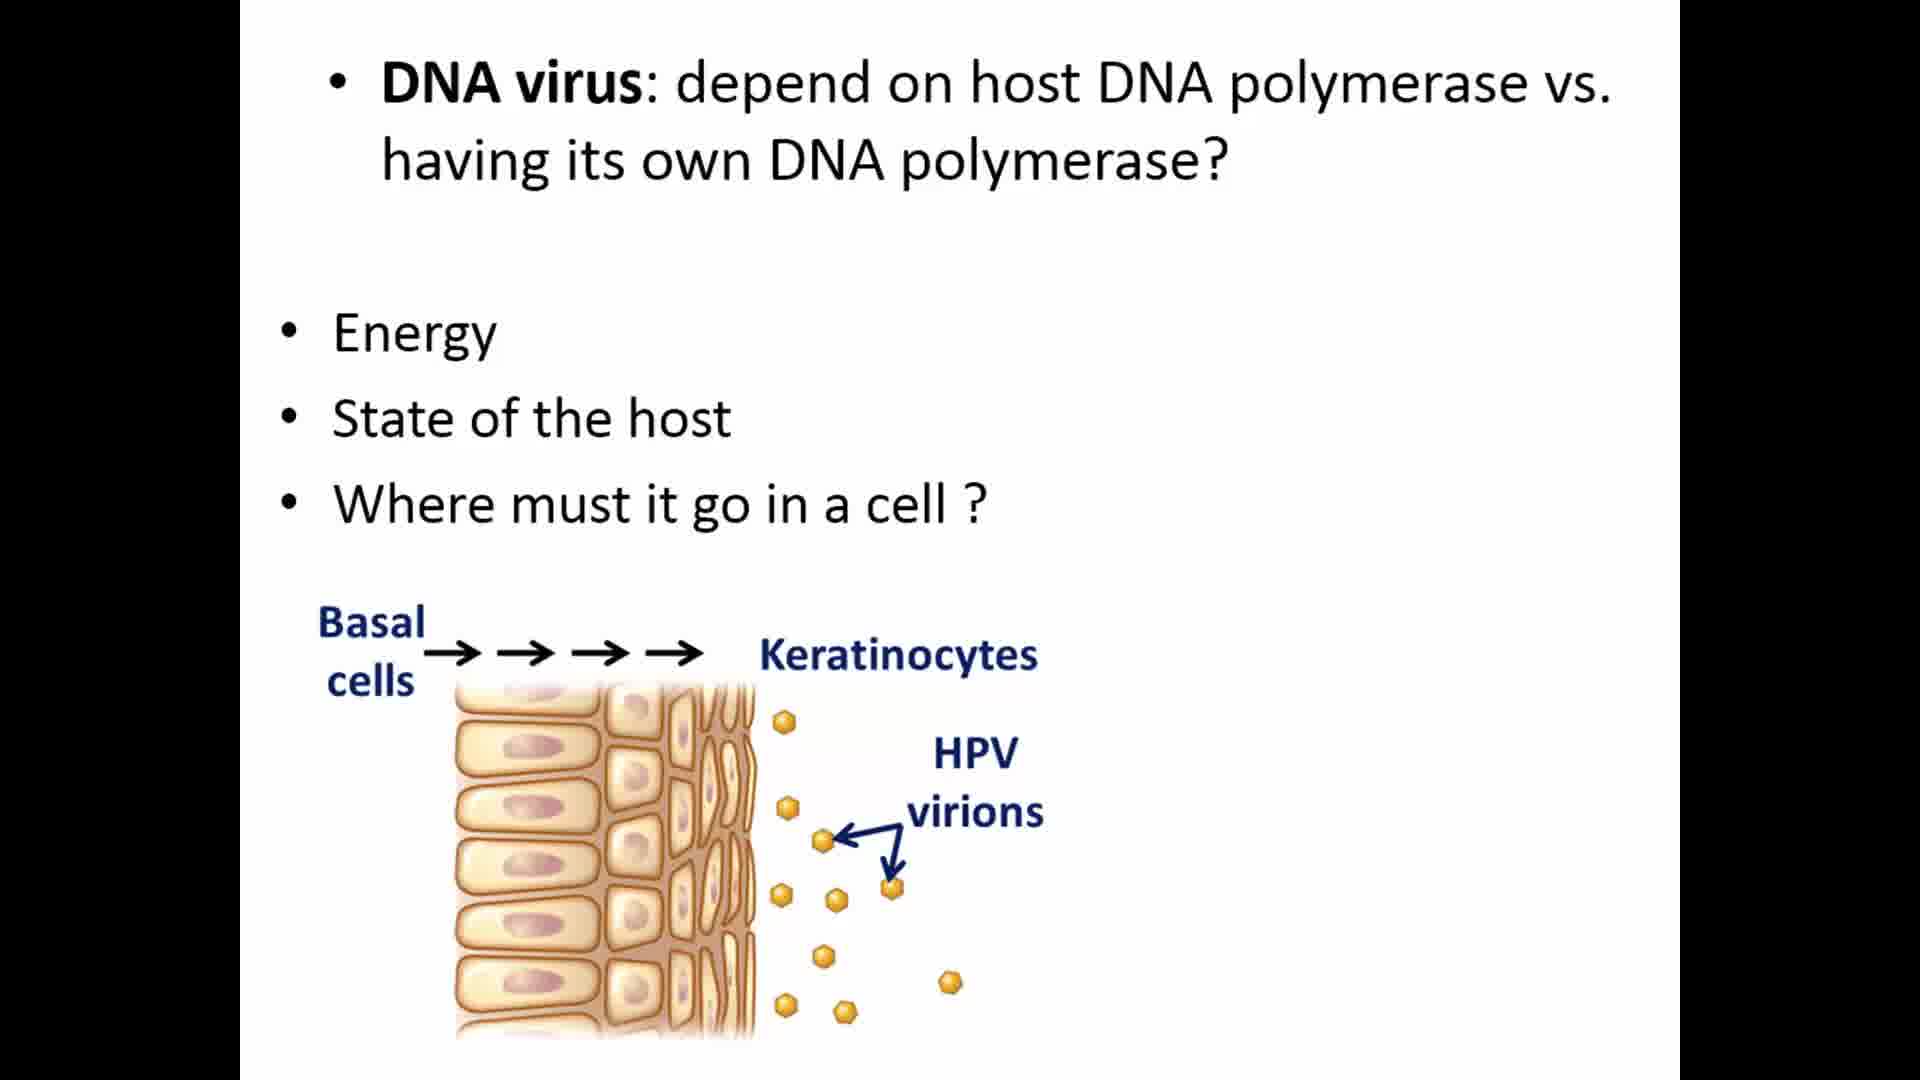 • DNA virus: depend on host DNA polymerase vs.
having its own DNA polymerase?
• Energy
• State of the host
• Where must it go in a cell ?
Basal
cells
Keratinocytes
HPV
virions